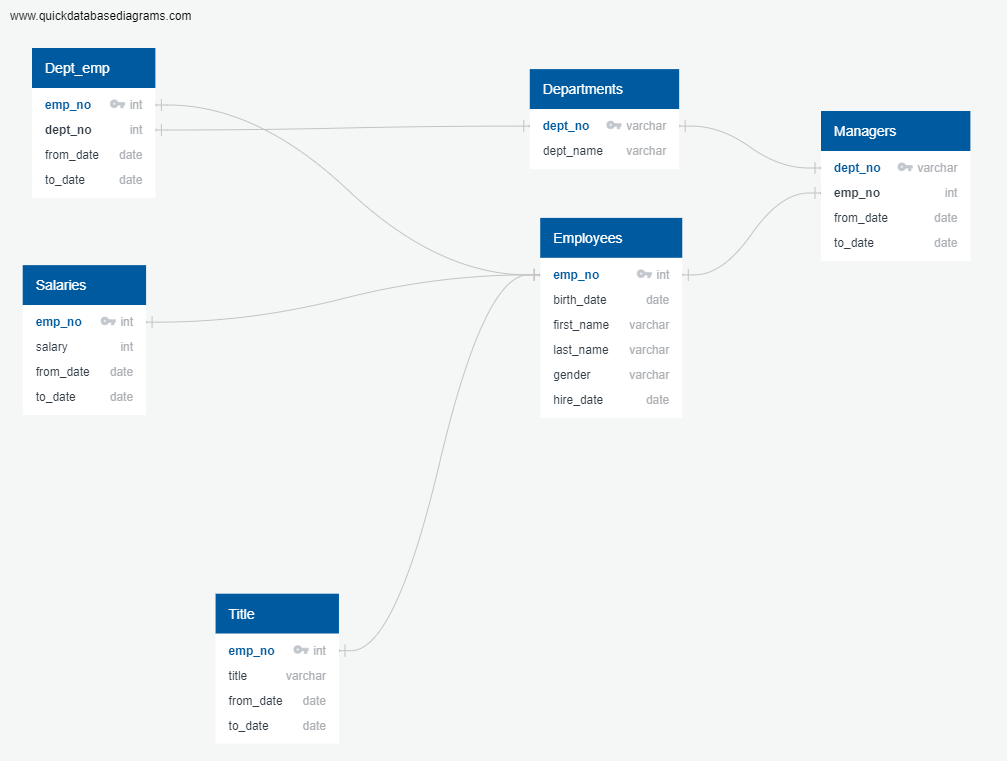 www.quickdatabasediagrams.com
Dept_emp
emp_no int
dept_no int
from_date date
to_date date
Departments
dept_no varchar
dept_name varchar
Managers
dept_no varchar
emp_no int
from_date date
to_date date
Employees
emp_no int
birth_date date
first_name varchar
last_name varchar
gender varchar
hire_date date
Salaries
emp_no int
salary int
from_date date
to_date date
Title
emp_no int
title varchar
from_date date
to_date date